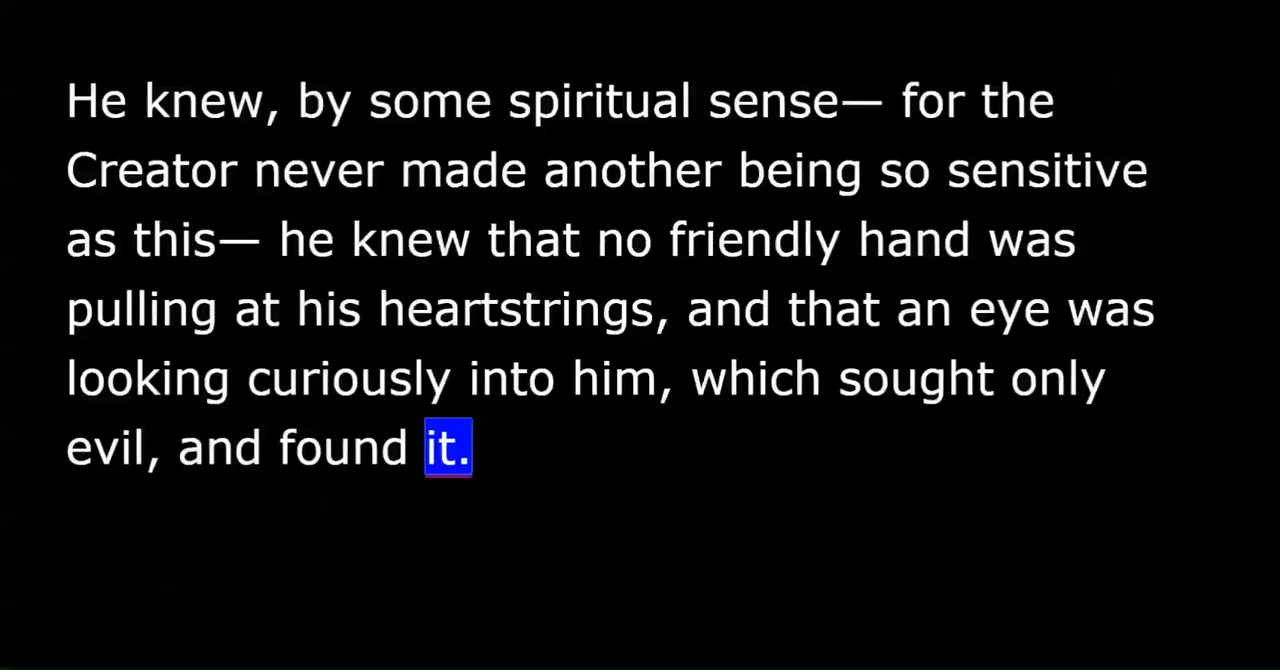 He knew, by some spiritual sense— for the
Creator never made another being so sensitive
as this— he knew that no friendly hand was
pulling at his heartstrings, and that an eye was
looking curiously into him, which sought only
evil, and found it.